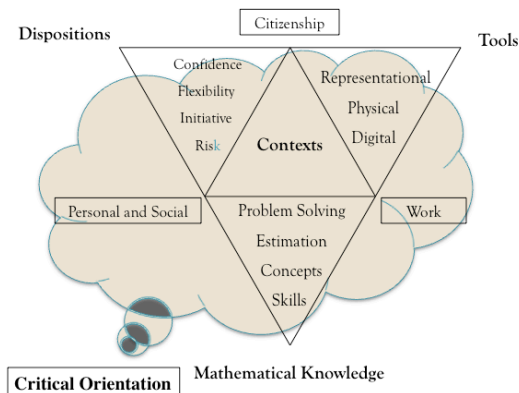 Citizenship
Dispositions
Tools
Confidence
Flexibility
Initiative
Risk
Representational
Physical
Digital
Contexts
Personal and Social
Work
Problem Solving
Estimation
Concepts
Skills
Mathematical Knowledge
Critical Orientation